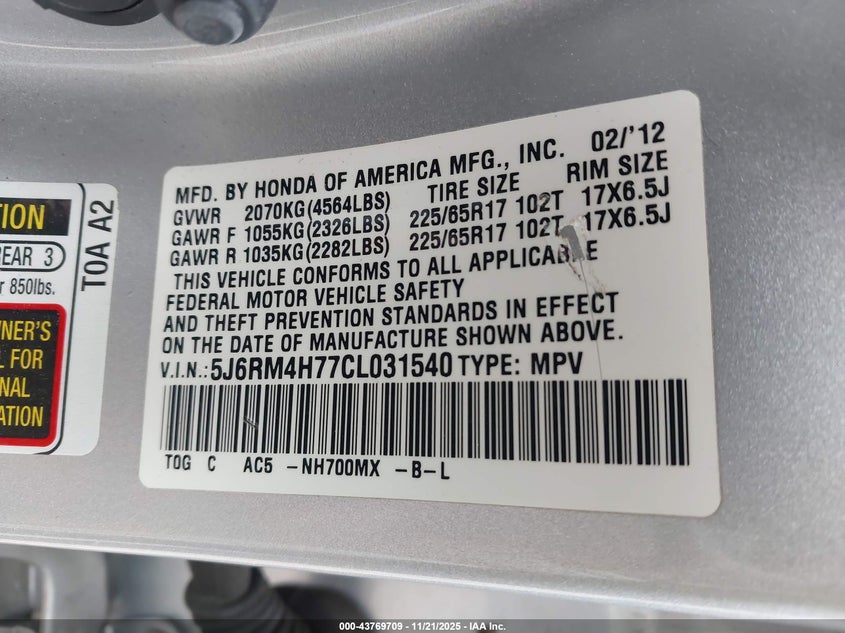 MFD. BY HONDA OF AMERICA MFG., INC. 02/'12
GVWR 2070KG(4564LBS) TIRE SIZE RIM SIZE
GAWR F 1055KG(2326LBS) 225/65R17 102T 17X6.5J
GAWR R 1035KG(2282LBS) 225/65R17 102T 17X6.5J
THIS VEHICLE CONFORMS TO ALL APPLICABLE
FEDERAL MOTOR VEHICLE SAFETY
AND THEFT PREVENTION STANDARDS IN EFFECT
ON THE DATE OF MANUFACTURE SHOWN ABOVE.
V.I.N.: 5J6RM4H77CL031540 TYPE: MPV
TOG C AC5 -NH700MX -B-L
TION
REAR 3
r 850lbs.
TOA A2
WNER'S
L FOR
NAL
ATION
000-43769709 - 11/21/2025 - IAA Inc.